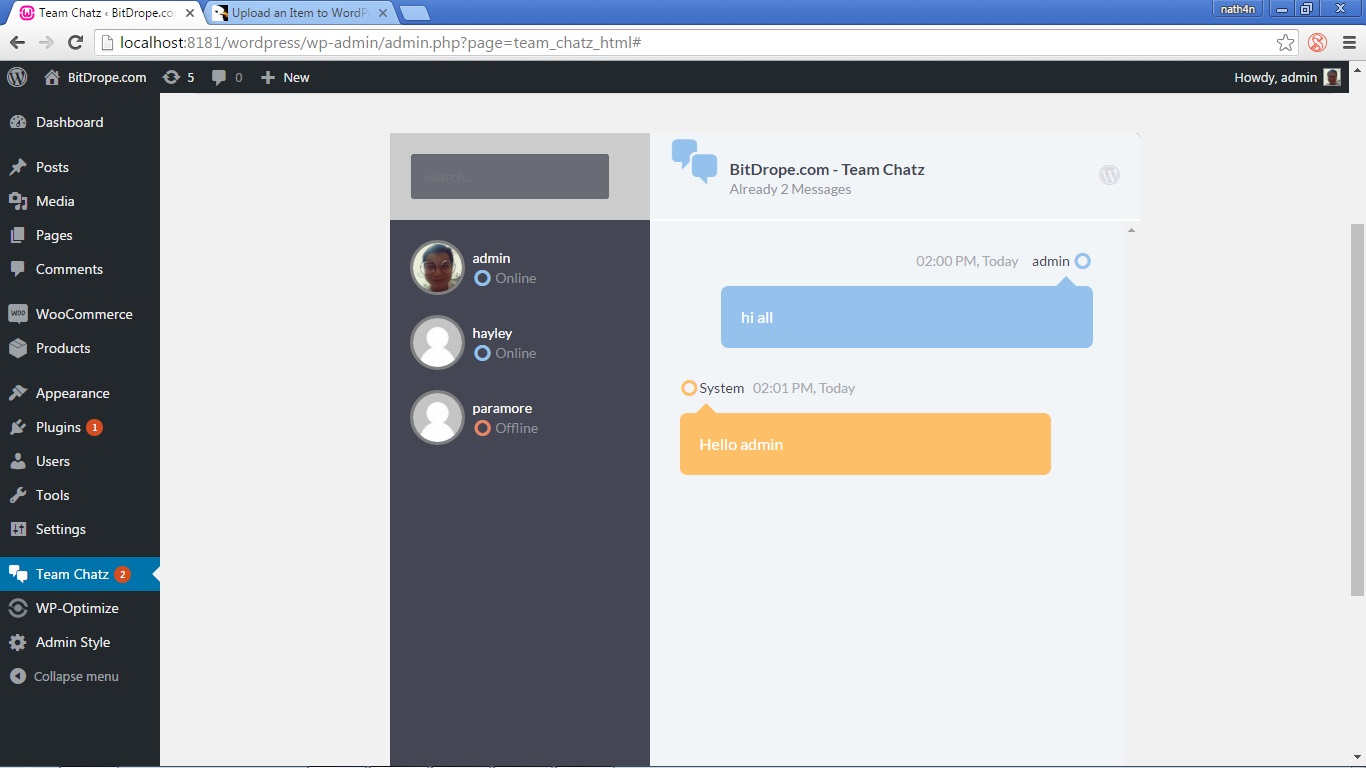 Team Chatz ‹ BitDrope.co
Upload an Item to WordP
nath4n
localhost:8181/wordpress/wp-admin/admin.php?page=team_chatz_html#
BitDrope.com
5
0
New
Howdy, admin
Dashboard
Posts
Media
Pages
Comments
WooCommerce
Products
Appearance
Plugins 1
Users
Tools
Settings
Team Chatz 2
WP-Optimize
Admin Style
Collapse menu
search..
admin
Online
hayley
Online
paramore
Offline
BitDrope.com - Team Chatz
Already 2 Messages
02:00 PM, Today admin
hi all
System 02:01 PM, Today
Hello admin